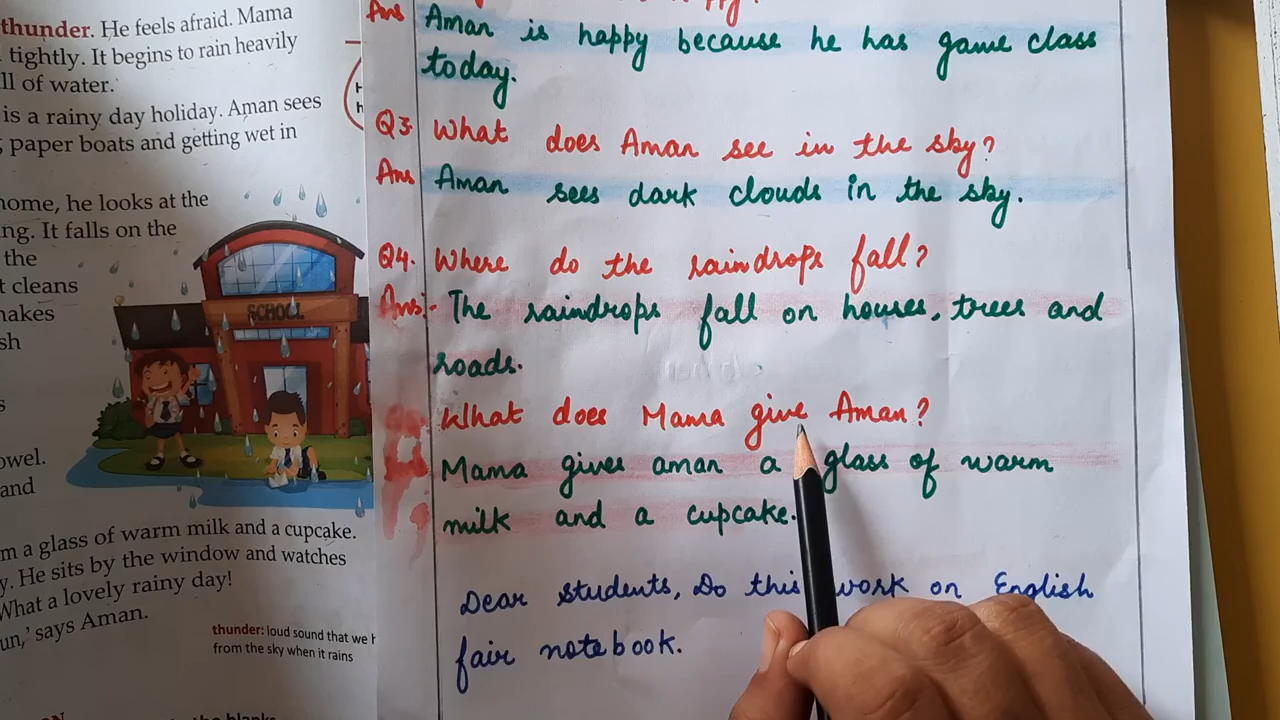 thunder. He feels afraid. Mama
tightly. It begins to rain heavily
ll of water.
is a rainy day holiday. Aman sees
paper boats and getting wet in
home, he looks at the
ng. It falls on the
the
t cleans
makes
sh
owel.
and
m a glass of warm milk and a cupcake.
y. He sits by the window and watches
What a lovely rainy day!
un,' says Aman.
SCHOOL
thunder: loud sound that we h
from the sky when it rains
Ans Aman is happy because he has game class
today.
Q3. What does Aman see in the sky?
Ans Aman sees dark clouds in the sky.
Q4. Where do the raindrops fall?
Ans:- The raindrops fall on houses, trees and
roads.
What does Mama give Aman?
Mama gives aman a glass of warm
milk and a cupcake.
Dear students, Do this work on English
fair notebook.